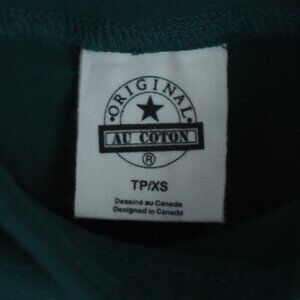 ORIGINAL
AU COTON
®
TP/XS
Dessiné au Canada
Designed in Canada